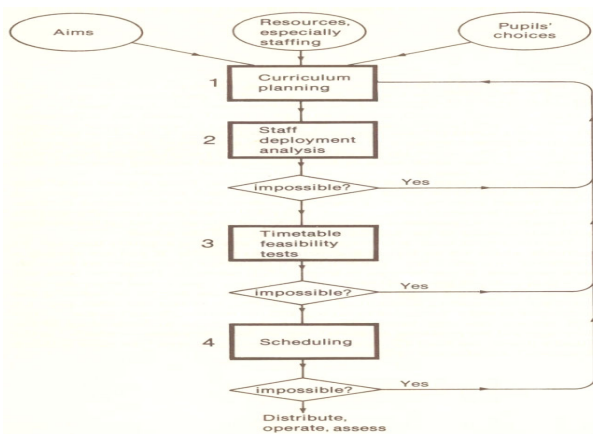 Aims
Resources,
especially
staffing
Pupils'
choices
1
Curriculum
planning
2
Staff
deployment
analysis
impossible?
Yes
3
Timetable
feasibility
tests
impossible?
Yes
4
Scheduling
impossible?
Yes
Distribute,
operate, assess